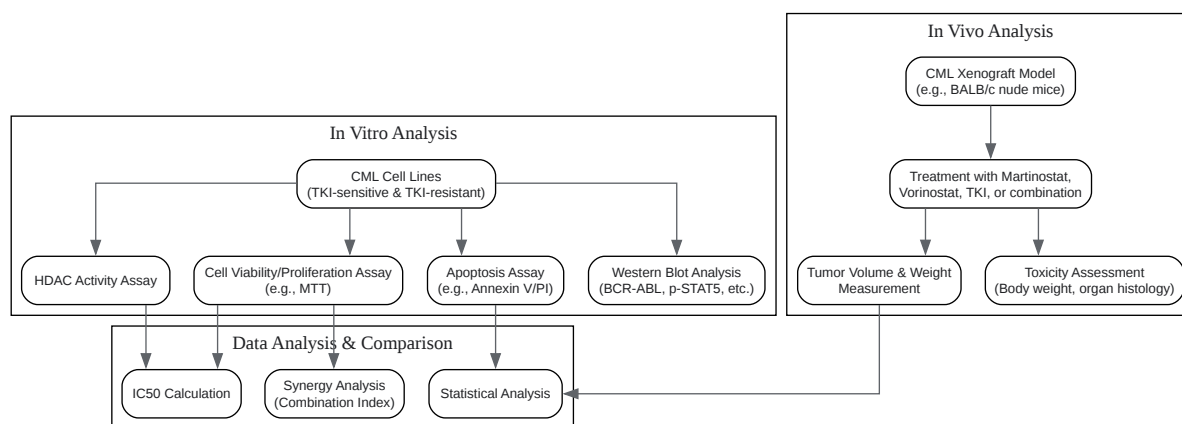 In Vivo Analysis
CML Xenograft Model
(e.g., BALB/c nude mice)
In Vitro Analysis
CML Cell Lines
(TKI-sensitive & TKI-resistant)
Treatment with Martinostat,
Vorinostat, TKI, or combination
HDAC Activity Assay
Cell Viability/Proliferation Assay
(e.g., MTT)
Apoptosis Assay
(e.g., Annexin V/PI)
Western Blot Analysis
(BCR-ABL, p-STAT5, etc.)
Tumor Volume & Weight
Measurement
Toxicity Assessment
(Body weight, organ histology)
Data Analysis & Comparison
IC50 Calculation
Synergy Analysis
(Combination Index)
Statistical Analysis